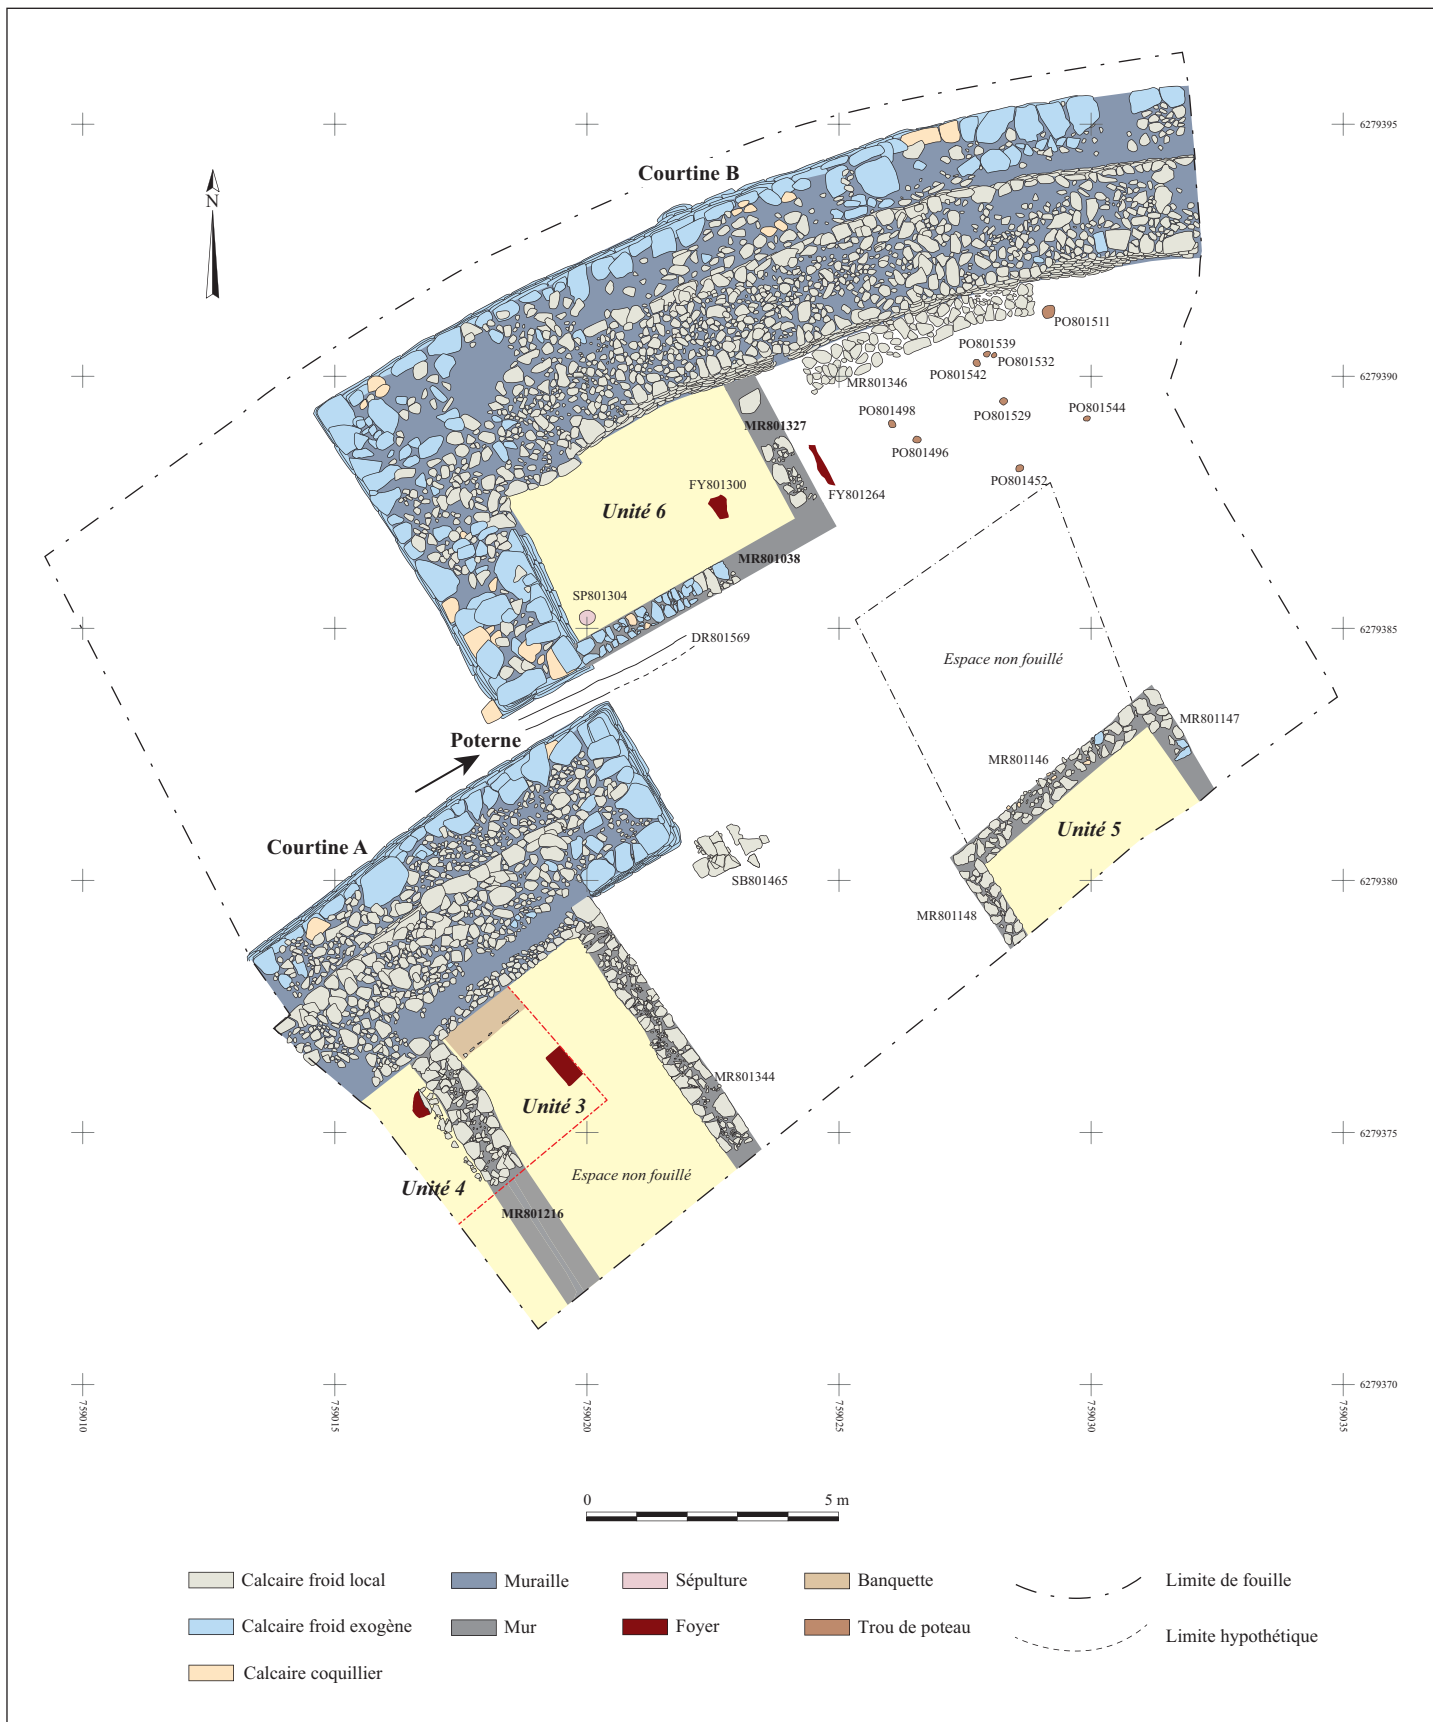 6279395
Courtine B
N
PO801511
PO801539
PO801532
PO801542
6279390
MR801346
PO801498
PO801529
PO801544
MR801327
PO801496
PO801452
FY801300
FY801264
Unité 6
MR801038
SP801304
6279385
DR801569
Espace non fouillé
MR801147
Poterne
MR801146
Unité 5
Courtine A
SB801465
6279380
MR801148
MR801344
Unité 3
6279375
Espace non fouillé
Unité 4
MR801216
6279370
759010
759015
759020
759025
759030
759035
0 5 m
Calcaire froid local
Muraille
Sépulture
Banquette
Limite de fouille
Calcaire froid exogène
Mur
Foyer
Trou de poteau
Limite hypothétique
Calcaire coquillier